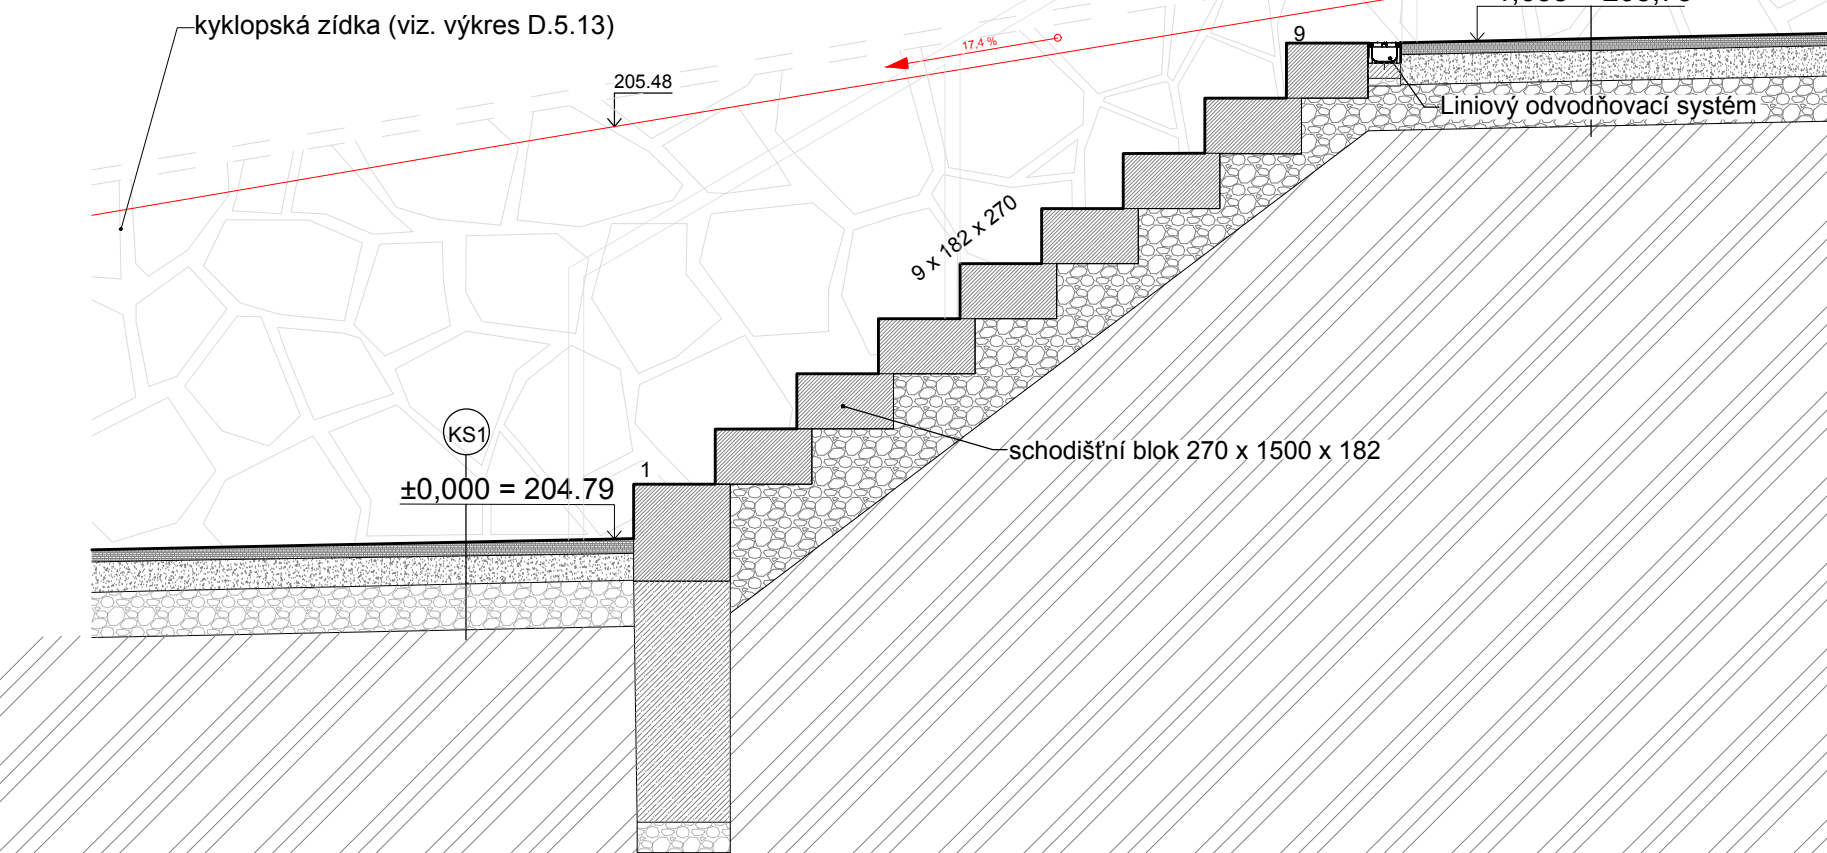 kyklopská zídka (viz. výkres D.5.13)
17.4 %
9
205.48
Liniový odvodňovací systém
9 x 182 x 270
KS1
schodišťní blok 270 x 1500 x 182
1
±0,000 = 204.79